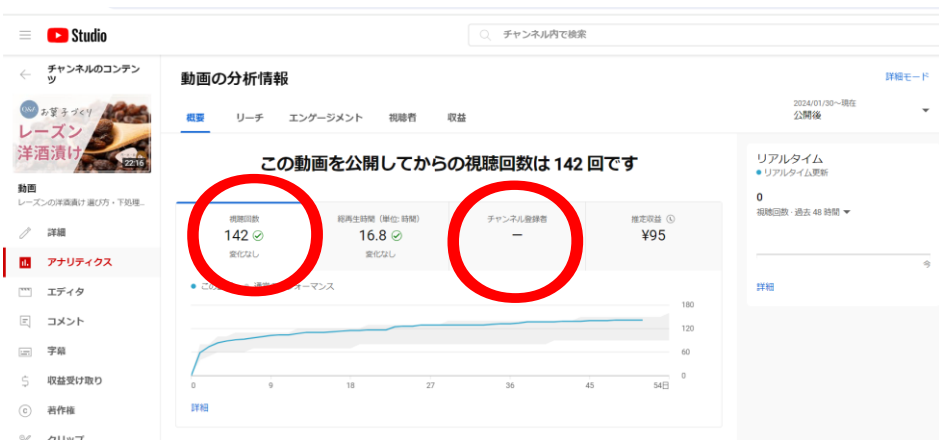 Studio
チャンネル内で検索
チャンネルのコンテン
ツ
お菓子づくり
レーズン
洋酒漬け
22:16
動画
レーズンの洋酒漬け 選び方・下処理...
詳細
アナリティクス
エディタ
コメント
字幕
収益受け取り
著作権
クリップ
動画の分析情報
詳細モード
概要
リーチ
エンゲージメント
視聴者
収益
2024/01/30～現在
公開後
この動画を公開してからの視聴回数は 142 回です
視聴回数
142
変化なし
総再生時間（単位: 時間）
16.8
変化なし
チャンネル登録者
—
推定収益
¥95
180
120
60
0
0
9
18
27
36
45
54日
詳細
リアルタイム
リアルタイム更新
0
視聴回数 · 過去 48 時間
今
詳細